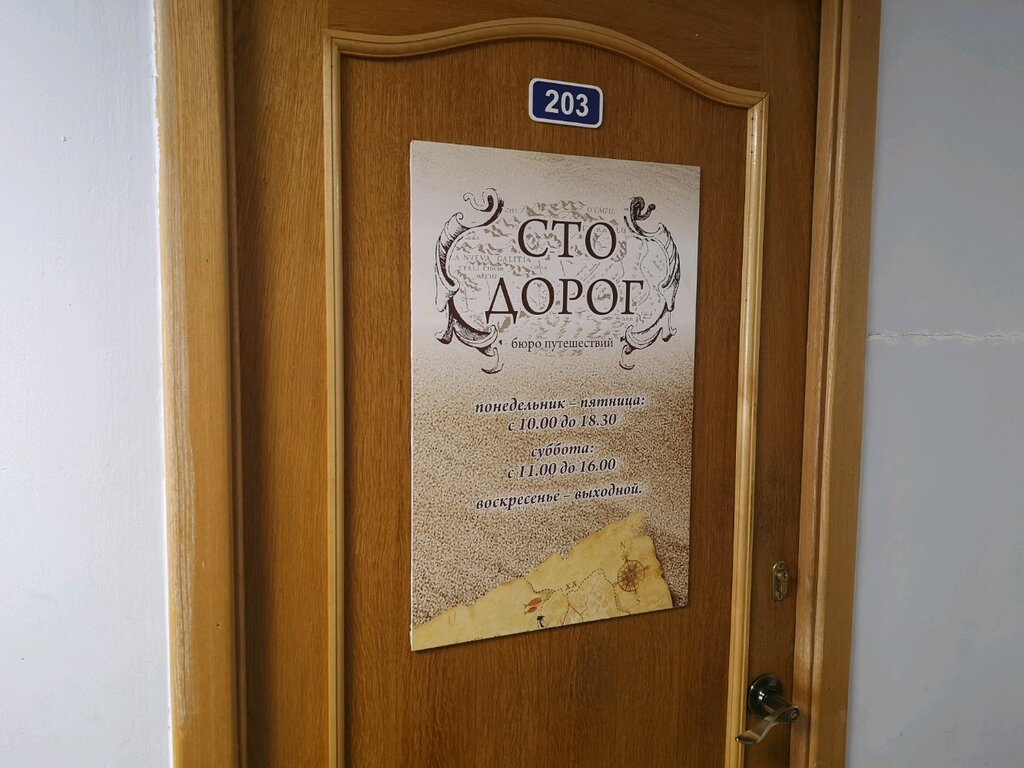 203
СТО
ДОРОГ
бюро путешествий
понедельник – пятница:
с 10.00 до 18.30
суббота:
с 11.00 до 16.00
воскресенье – выходной.